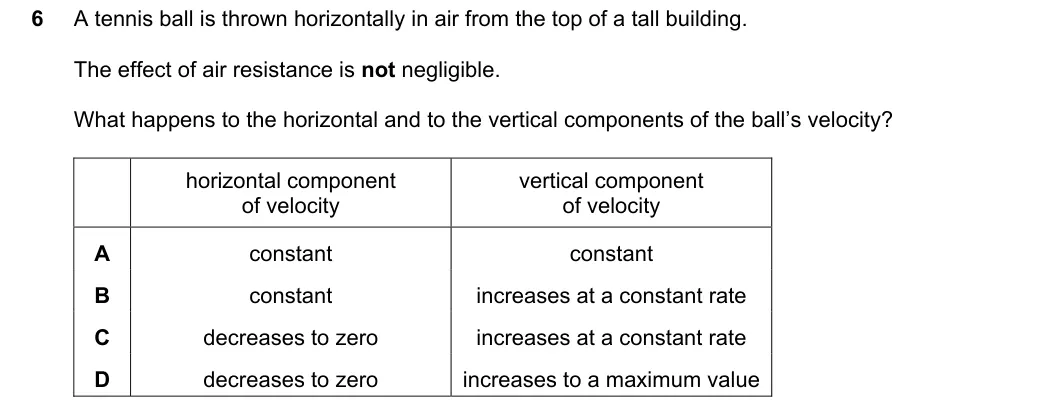 6 A tennis ball is thrown horizontally in air from the top of a tall building.
The effect of air resistance is not negligible.
What happens to the horizontal and to the vertical components of the ball's velocity?
horizontal component of velocity vertical component of velocity
A constant constant
B constant increases at a constant rate
C decreases to zero increases at a constant rate
D decreases to zero increases to a maximum value